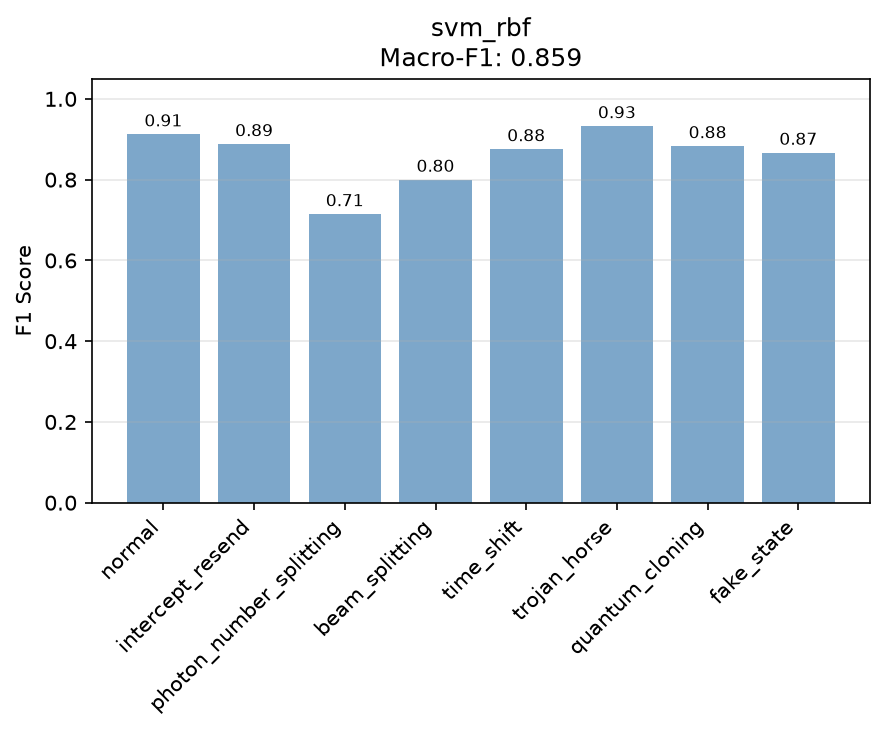 svm_rbf
Macro-F1: 0.859
F1 Score
1.0
0.8
0.6
0.4
0.2
0.0
0.91
0.89
0.71
0.80
0.88
0.93
0.88
0.87
normal
intercept_resend
photon_number_splitting
beam_splitting
time_shift
trojan_horse
quantum_cloning
fake_state